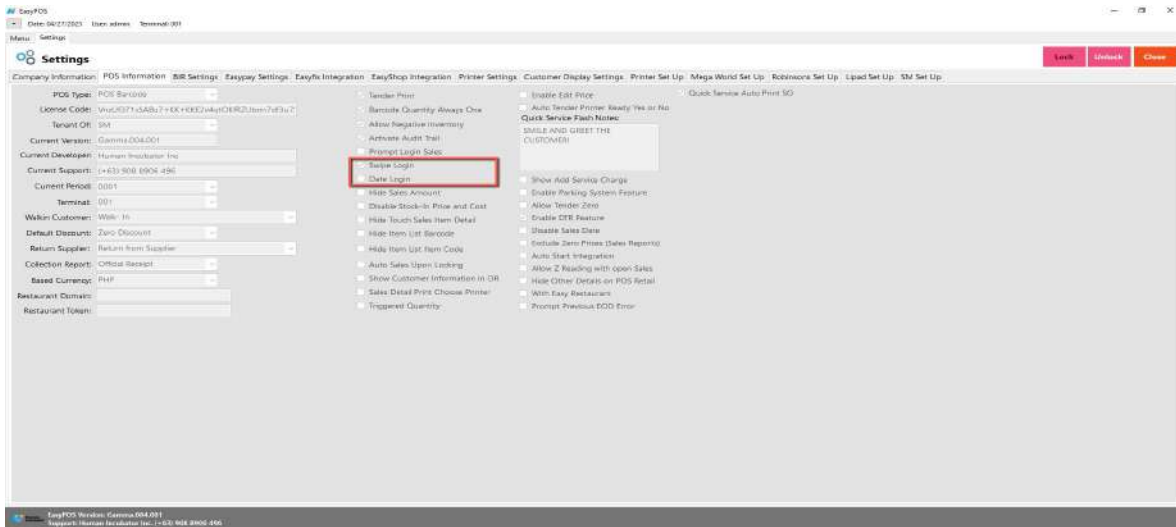 EasyPOS
Date: 04/27/2023 User: admin Terminal: 001
Menu Settings
Settings
Lock Unlock Close
Company Information POS Information BIR Settings Easypay Settings Easyfis Integration EasyShop Integration Printer Settings Customer Display Settings Printer Set Up Mega World Set Up Robinsons Set Up Lpad Set Up SM Set Up
POS Type: POS Barcode
License Code:
Tenant Of: SM
Current Version: Gamma.004.001
Current Developer: Human Incubator Inc
Current Support: (+63) 908 8906 496
Current Period: 0001
Terminal: 001
Walkin Customer: Walk- In
Default Discount: Zero Discount
Return Supplier: Return from Supplier
Collection Report: Official Receipt
Based Currency: PHP
Restaurant Domain:
Restaurant Token:
Tender Print
Barcode Quantity Always One
Allow Negative Inventory
Activate Audit Trail
Prompt Login Sales
Swipe Login
Date Login
Hide Sales Amount
Disable Stock-In Price and Cost
Hide Touch Sales Item Detail
Hide Item List Barcode
Hide Item List Item Code
Auto Sales Upon Locking
Show Customer Information in OR
Sales Detail Print Choose Printer
Triggered Quantity
Enable Edit Price
Auto Tender Printer Ready Yes or No
Quick Service Flash Notes:
SMILE AND GREET THE
CUSTOMER!
Show Add Service Charge
Enable Parking System Feature
Allow Tender Zero
Enable DTR Feature
Disable Sales Date
Exclude Zero Prices (Sales Reports)
Auto Start Integration
Allow Z Reading with open Sales
Hide Other Details on POS Retail
With Easy Restaurant
Prompt Previous EOD Error
Quick Service Auto Print SO
EasyPOS Version: Gamma.004.001
Support: Human Incubator Inc. (+63) 908 8906 496